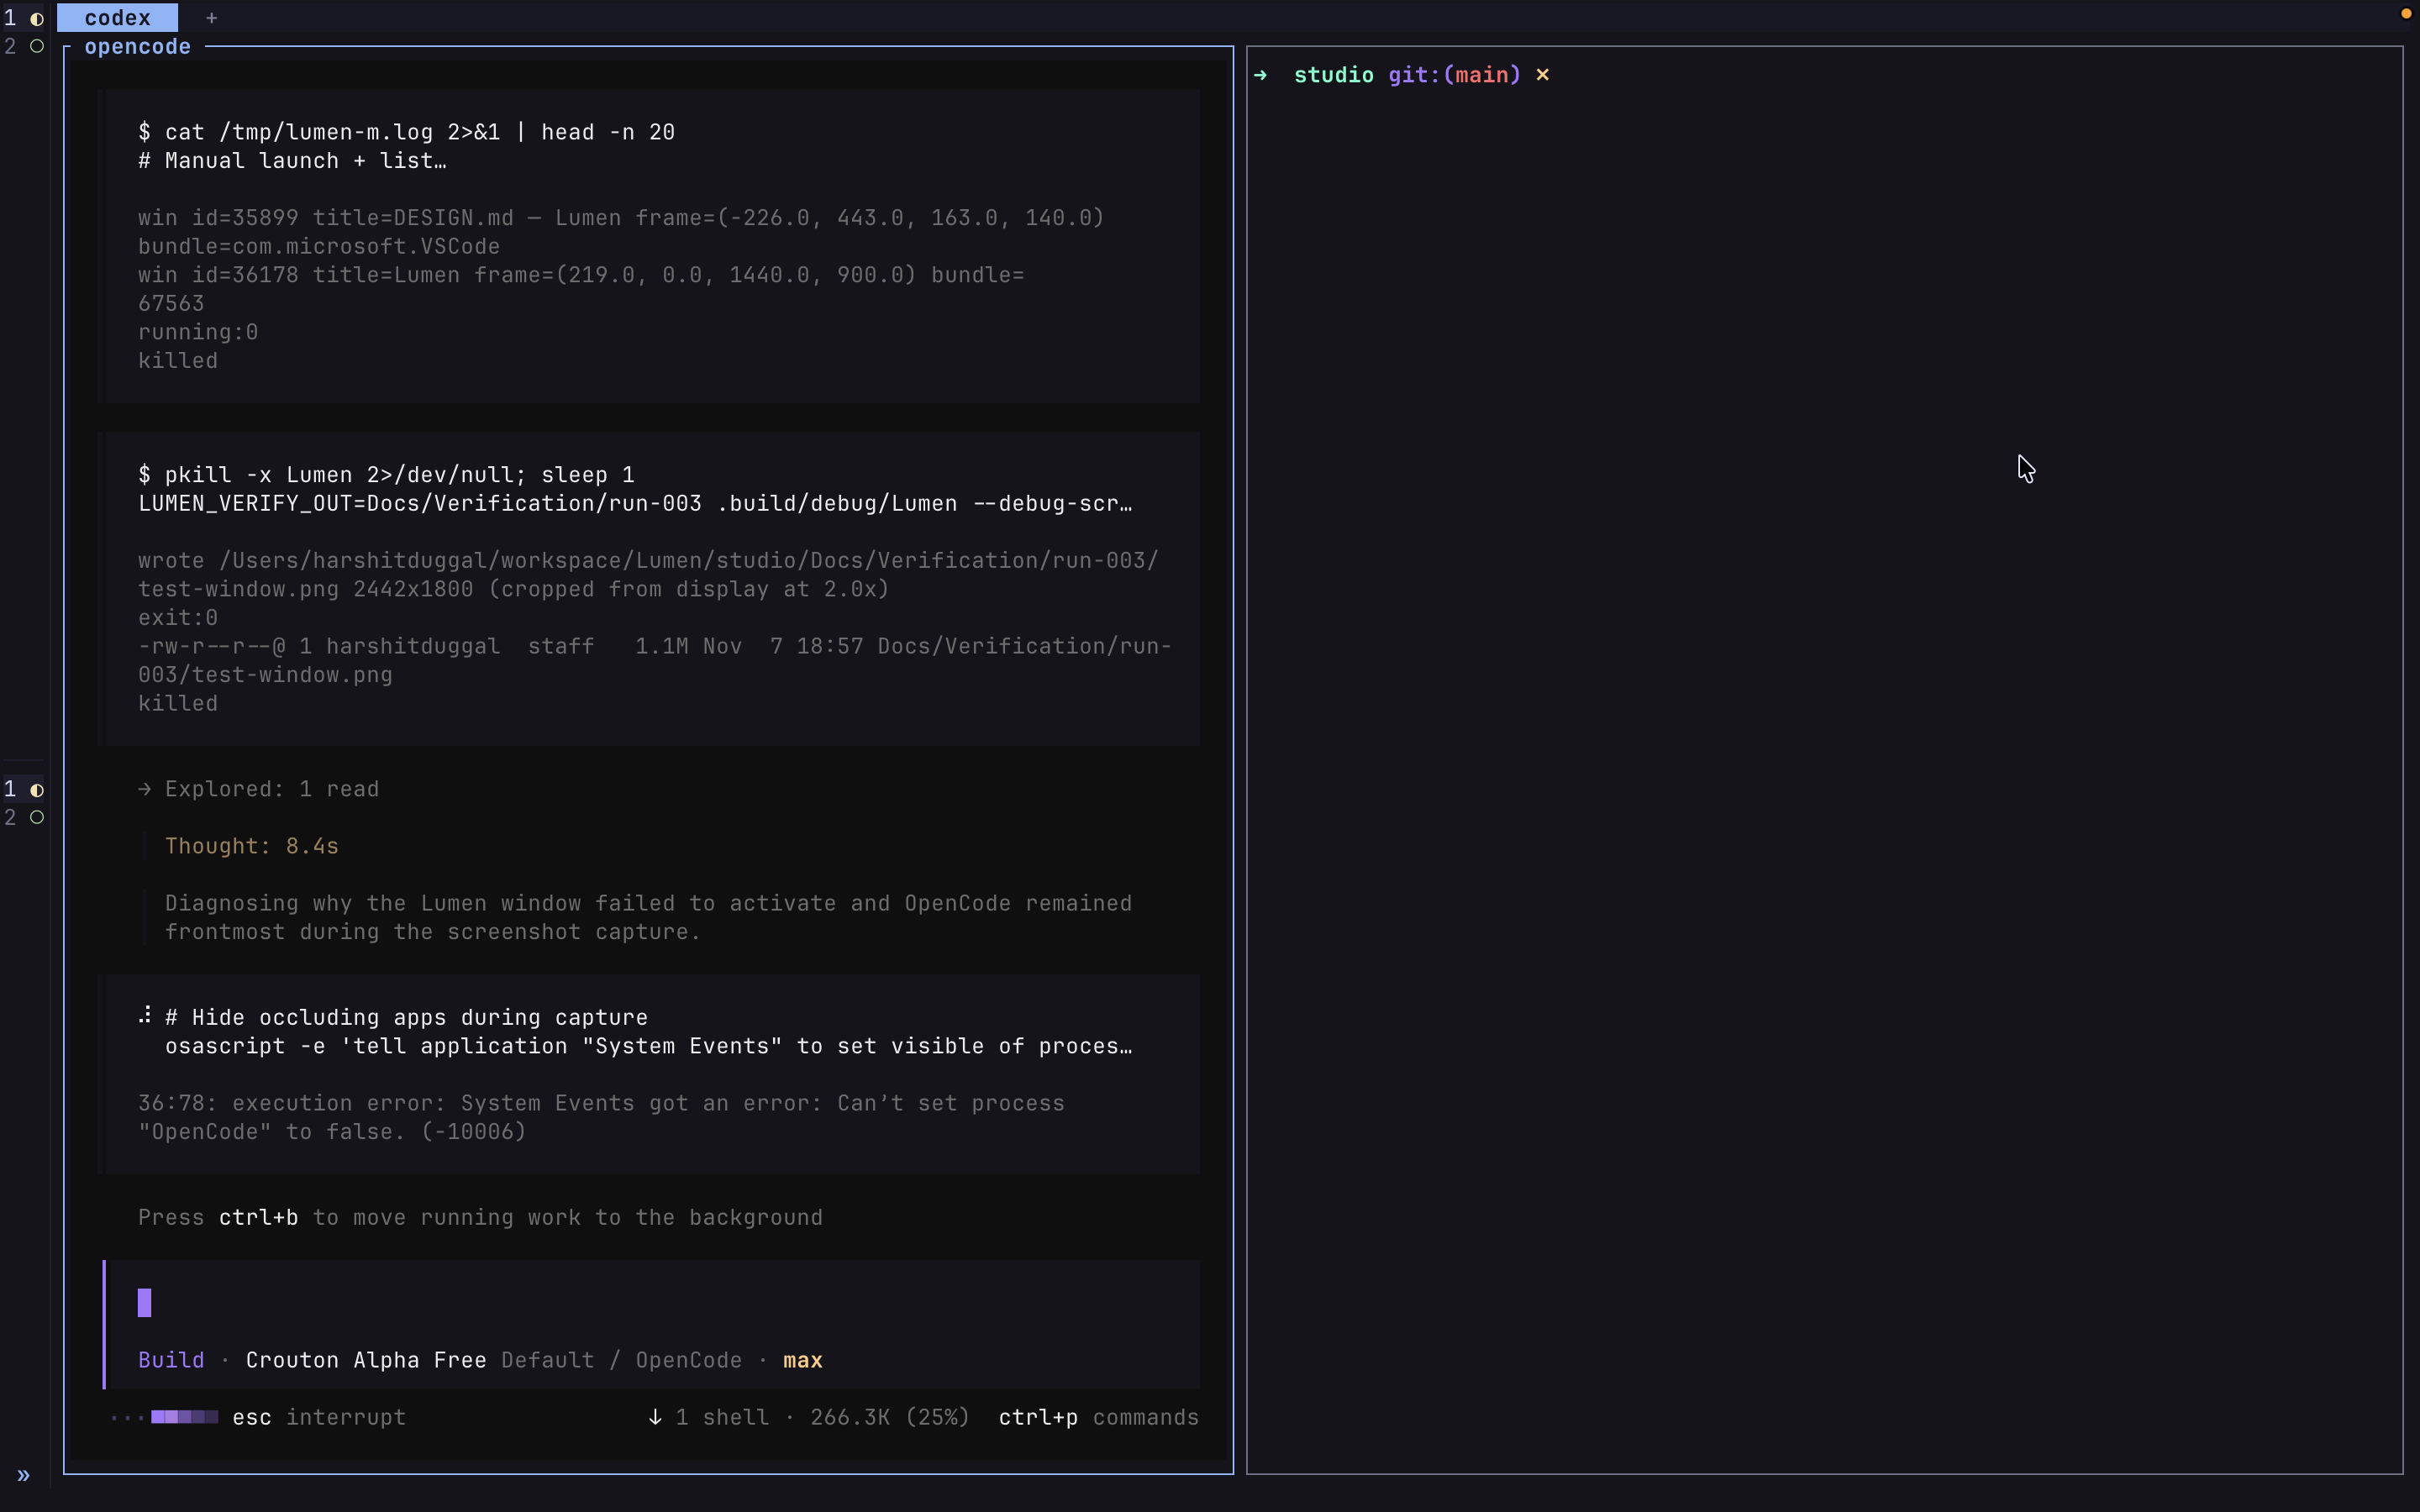 1 ◐
2 ○
codex +
opencode
$ cat /tmp/lumen-m.log 2>&1 | head -n 20
# Manual launch + list…
win id=35899 title=DESIGN.md — Lumen frame=(-226.0, 443.0, 163.0, 140.0)
bundle=com.microsoft.VSCode
win id=36178 title=Lumen frame=(219.0, 0.0, 1440.0, 900.0) bundle=
67563
running:0
killed
$ pkill -x Lumen 2>/dev/null; sleep 1
LUMEN_VERIFY_OUT=Docs/Verification/run-003 .build/debug/Lumen --debug-scr…
wrote /Users/harshitduggal/workspace/Lumen/studio/Docs/Verification/run-003/
test-window.png 2442x1800 (cropped from display at 2.0x)
exit:0
-rw-r--r--@ 1 harshitduggal  staff   1.1M Nov  7 18:57 Docs/Verification/run-
003/test-window.png
killed
→ Explored: 1 read
Thought: 8.4s
Diagnosing why the Lumen window failed to activate and OpenCode remained
frontmost during the screenshot capture.
# Hide occluding apps during capture
osascript -e 'tell application "System Events" to set visible of proces…
36:78: execution error: System Events got an error: Can’t set process
"OpenCode" to false. (-10006)
Press ctrl+b to move running work to the background
Build · Crouton Alpha Free Default / OpenCode · max
esc interrupt
↓ 1 shell · 266.3K (25%) ctrl+p commands
1 ◐
2 ○
»
→ studio git:(main) ×